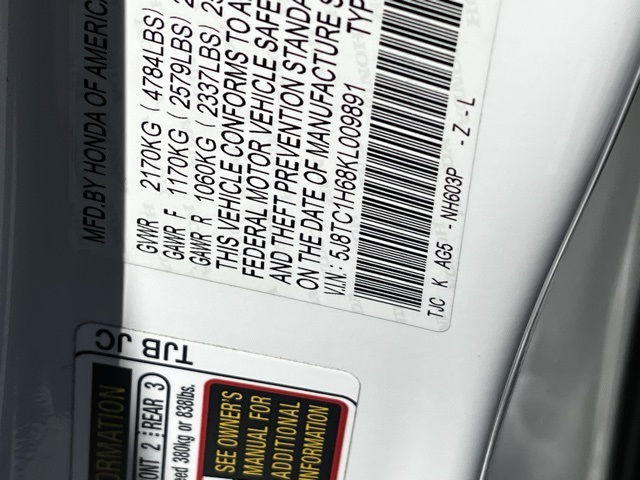 MFD.BY HONDA OF AMERICA
GVWR 2170KG (4784LBS)
GAWR F 1170KG (2579LBS)
GAWR R 1060KG (2337LBS)
THIS VEHICLE CONFORMS TO
FEDERAL MOTOR VEHICLE SAFE
AND THEFT PREVENTION STANDA
ON THE DATE OF MANUFACTURE S
V.I.N.: 5J8TC1H68KL009891 TYP
TJC K AG5 -NH603P -Z-L
TJB JC
ORMATION
ONT 2 REAR 3
eed 380kg or 838lbs.
SEE OWNER'S
MANUAL FOR
ADDITIONAL
INFORMATION